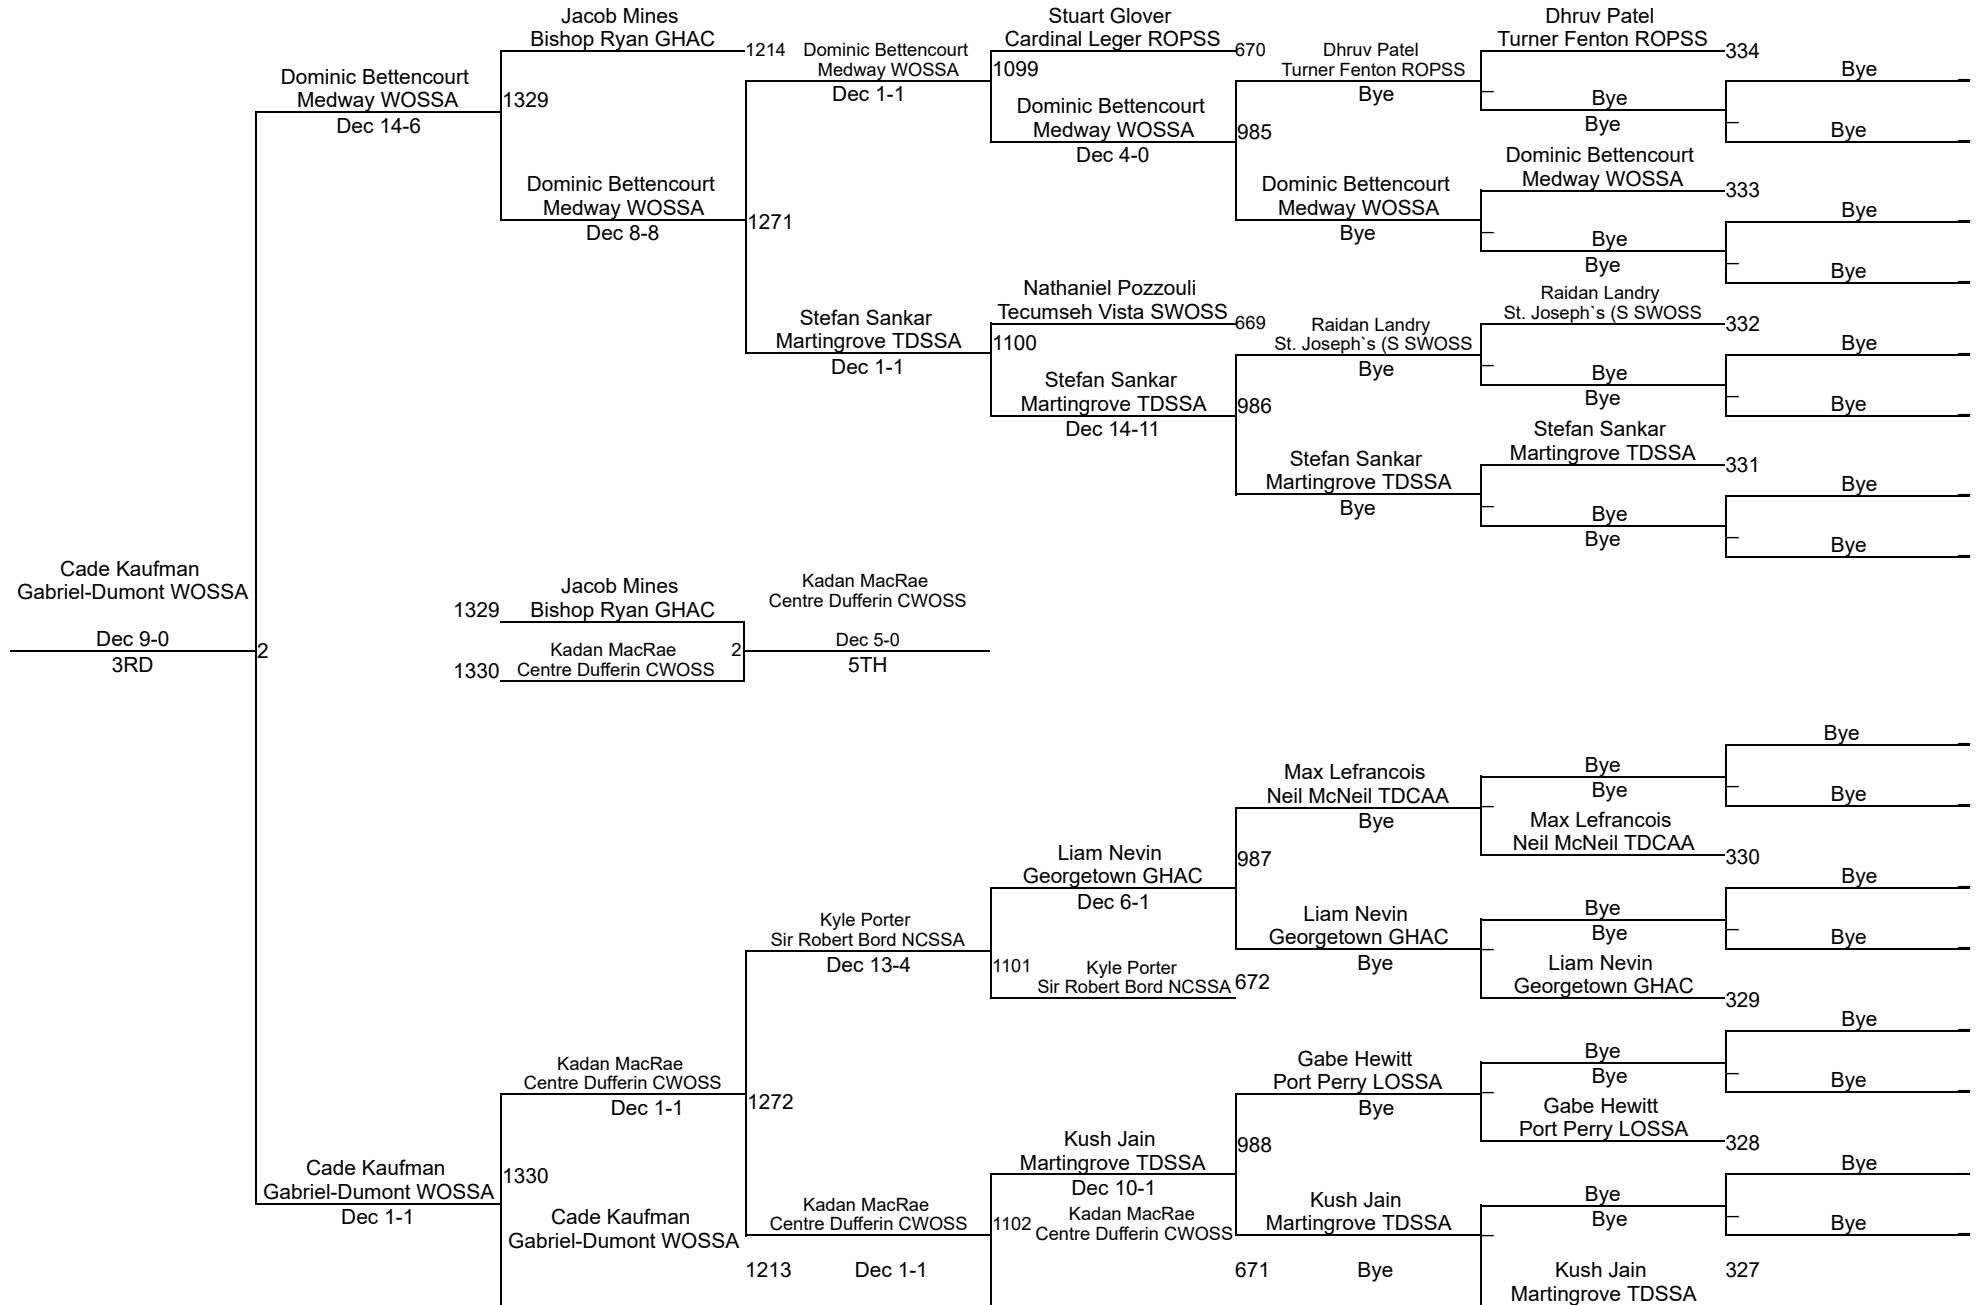 Jacob Mines
Bishop Ryan GHAC
Stuart Glover
Cardinal Leger ROPSS
Dhruv Patel
Turner Fenton ROPSS
1214
Dominic Bettencourt
Medway WOSSA
Dec 1-1
670
Dhruv Patel
Turner Fenton ROPSS
Bye
334
Bye
Dominic Bettencourt
Medway WOSSA
Dec 14-6
1329
1099
Dominic Bettencourt
Medway WOSSA
Dec 4-0
985
Bye
Bye
Bye
Dominic Bettencourt
Medway WOSSA
Dec 8-8
1271
Dominic Bettencourt
Medway WOSSA
Bye
Dominic Bettencourt
Medway WOSSA
333
Bye
Bye
Bye
Bye
Stefan Sankar
Martingrove TDSSA
Dec 1-1
Nathaniel Pozzouli
Tecumseh Vista SWOSS
669
Raidan Landry
St. Joseph`s (S SWOSS
Bye
Raidan Landry
St. Joseph`s (S SWOSS
332
Bye
1100
Stefan Sankar
Martingrove TDSSA
Dec 14-11
986
Bye
Bye
Bye
Stefan Sankar
Martingrove TDSSA
Bye
Stefan Sankar
Martingrove TDSSA
331
Bye
Bye
Bye
Bye
Cade Kaufman
Gabriel-Dumont WOSSA
Dec 9-0
3RD
2
1329
Jacob Mines
Bishop Ryan GHAC
1330
Kadan MacRae
Centre Dufferin CWOSS
2
Kadan MacRae
Centre Dufferin CWOSS
Dec 5-0
5TH
Bye
Max Lefrancois
Neil McNeil TDCAA
Bye
Bye
Bye
Bye
Max Lefrancois
Neil McNeil TDCAA
330
Liam Nevin
Georgetown GHAC
Dec 6-1
987
Bye
Kyle Porter
Sir Robert Bord NCSSA
Dec 13-4
Liam Nevin
Georgetown GHAC
Bye
Bye
Bye
Bye
1101
Kyle Porter
Sir Robert Bord NCSSA
672
Liam Nevin
Georgetown GHAC
329
Bye
Kadan MacRae
Centre Dufferin CWOSS
Dec 1-1
1272
Gabe Hewitt
Port Perry LOSSA
Bye
Bye
Bye
Bye
Gabe Hewitt
Port Perry LOSSA
328
Kush Jain
Martingrove TDSSA
Dec 10-1
988
Bye
Cade Kaufman
Gabriel-Dumont WOSSA
Dec 1-1
1330
Cade Kaufman
Gabriel-Dumont WOSSA
1213
Kadan MacRae
Centre Dufferin CWOSS
Dec 1-1
1102
Kadan MacRae
Centre Dufferin CWOSS
671
Kush Jain
Martingrove TDSSA
Bye
Bye
Bye
Bye
Kush Jain
Martingrove TDSSA
327